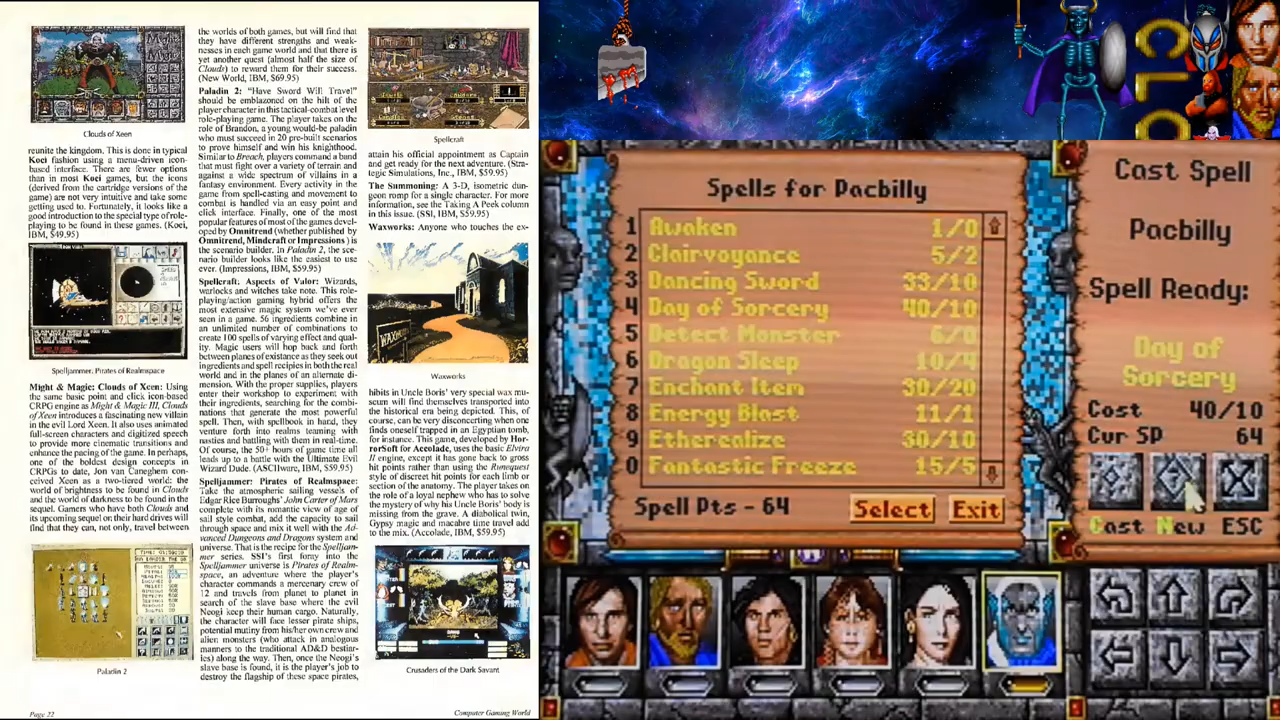 Clouds of Xeen
reunite the kingdom. This is done in typical
Koei fashion using a menu-driven icon-
based interface. There are fewer options
than in most Koei games, but the icons
(derived from the cartridge versions of the
game) are not very intuitive and take some
getting used to. Fortunately, it looks like a
good introduction to the special type of role-
playing to be found in these games. (Koei,
IBM, $49.95)
Spelljammer: Pirates of Realmspace
Might & Magic: Clouds of Xeen: Using
the same basic point and click icon-based
CRPG engine as Might & Magic III, Clouds
of Xeen introduces a fascinating new villain
in the evil Lord Xeen. It also uses animated
full-screen characters and digitized speech
to provide more cinematic transitions and
enhance the pacing of the game. In perhaps,
one of the boldest design concepts in
CRPGs to date, Jon van Caneghem con-
ceived Xeen as a two-tiered world: the
world of brightness to be found in Clouds
and the world of darkness to be found in the
sequel. Gamers who have both Clouds and
its upcoming sequel on their hard drives will
find that they can, not only, travel between
Paladin 2
Page 22
the worlds of both games, but will find that
they have different strengths and weak-
nesses in each game world and that there is
yet another quest (almost half the size of
Clouds) to reward them for their success.
(New World, IBM, $69.95)
Paladin 2: "Have Sword Will Travel"
should be emblazoned on the hilt of the
player character in this tactical-combat level
role-playing game. The player takes on the
role of Brandon, a young would-be paladin
who must succeed in 20 pre-built scenarios
to prove himself and win his knighthood.
Similar to Breach, players command a band
that must fight over a variety of terrain and
against a wide spectrum of villains in a
fantasy environment. Every activity in the
game from spell-casting and movement to
combat is handled via an easy point and
click interface. Finally, one of the most
popular features of most of the games devel-
oped by Omnitrend (whether published by
Omnitrend, Mindcraft or Impressions ) is
the scenario builder. In Paladin 2, the sce-
nario builder looks like the easiest to use
ever. (Impressions, IBM, $59.95)
Spellcraft: Aspects of Valor: Wizards,
warlocks and witches take note. This role-
playing/action gaming hybrid offers the
most extensive magic system we've ever
seen in a game. 56 ingredients combine in
an unlimited number of combinations to
create 100 spells of varying effect and qual-
ity. Magic users will hop back and forth
between planes of existance as they seek out
ingredients and spell recipies in both the real
world and in the planes of an alternate di-
mension. With the proper supplies, players
enter their workshop to experiment with
their ingredients, searching for the combi-
nations that generate the most powerful
spell. Then, with spellbook in hand, they
venture forth into realms teeming with
nasties and battling with them in real-time.
Of course, the 50+ hours of game time all
leads up to a battle with the Ultimate Evil
Wizard Dude. (ASCIIware, IBM, $59.95)
Spelljammer: Pirates of Realmspace:
Take the atmospheric sailing vessels of
Edgar Rice Burroughs' John Carter of Mars
complete with its romantic view of age of
sail style combat, add the capacity to sail
through space and mix it well with the Ad-
vanced Dungeons and Dragons system and
universe. That is the recipe for the Spelljam-
mer series. SSI's first foray into the
Spelljammer universe is Pirates of Realm-
space, an adventure where the player's
character commands a mercenary crew of
12 and travels from planet to planet in
search of the slave base where the evil
Neogi keep their human cargo. Naturally,
the character will face lesser pirate ships,
potential mutiny from his/her own crew and
alien monsters (who attack in analogous
manners to the traditional AD&D bestiar-
ies) along the way. Then, once the Neogi's
slave base is found, it is the player's job to
destroy the flagship of these space pirates,
Spellcraft
attain his official appointment as Captain
and get ready for the next adventure. (Stra-
tegic Simulations, Inc., IBM, $59.95)
The Summoning: A 3-D, isometric dun-
geon romp for a single character. For more
information, see the Taking A Peek column
in this issue. (SSI, IBM, $59.95)
Waxworks: Anyone who touches the ex-
Waxworks
hibits in Uncle Boris' very special wax mu-
seum will find themselves transported into
the historical era being depicted. This, of
course, can be very disconcerting when one
finds oneself trapped in an Egyptian tomb,
for instance. This game, developed by Hor-
rorSoft for Accolade, uses the basic Elvira
II engine, except it has gone back to gross
hit points rather than using the Runequest
style of discreet hit points for each limb or
section of the anatomy. The player takes on
the role of a loyal nephew who has to solve
the mystery of why his Uncle Boris' body is
missing from the grave. A diabolical twin,
Gypsy magic and macabre time travel add
to the mix. (Accolade, IBM, $59.95)
Crusaders of the Dark Savant
Computer Gaming World
Spells for Pacbilly
1 Awaken 1/0
2 Clairvoyance 5/2
3 Dancing Sword 33/10
4 Day of Sorcery 40/10
5 Detect Monster
6
7 Enchant Item 30/20
8 Energy Blast 11/1
9 Etherealize 30/10
0 Fantastic Freeze 15/5
Spell Pts - 64 Select Exit
Cast Spell
Pacbilly
Spell Ready:
Day of
Sorcery
Cost 40/10
Cur SP 64
Cast New ESC